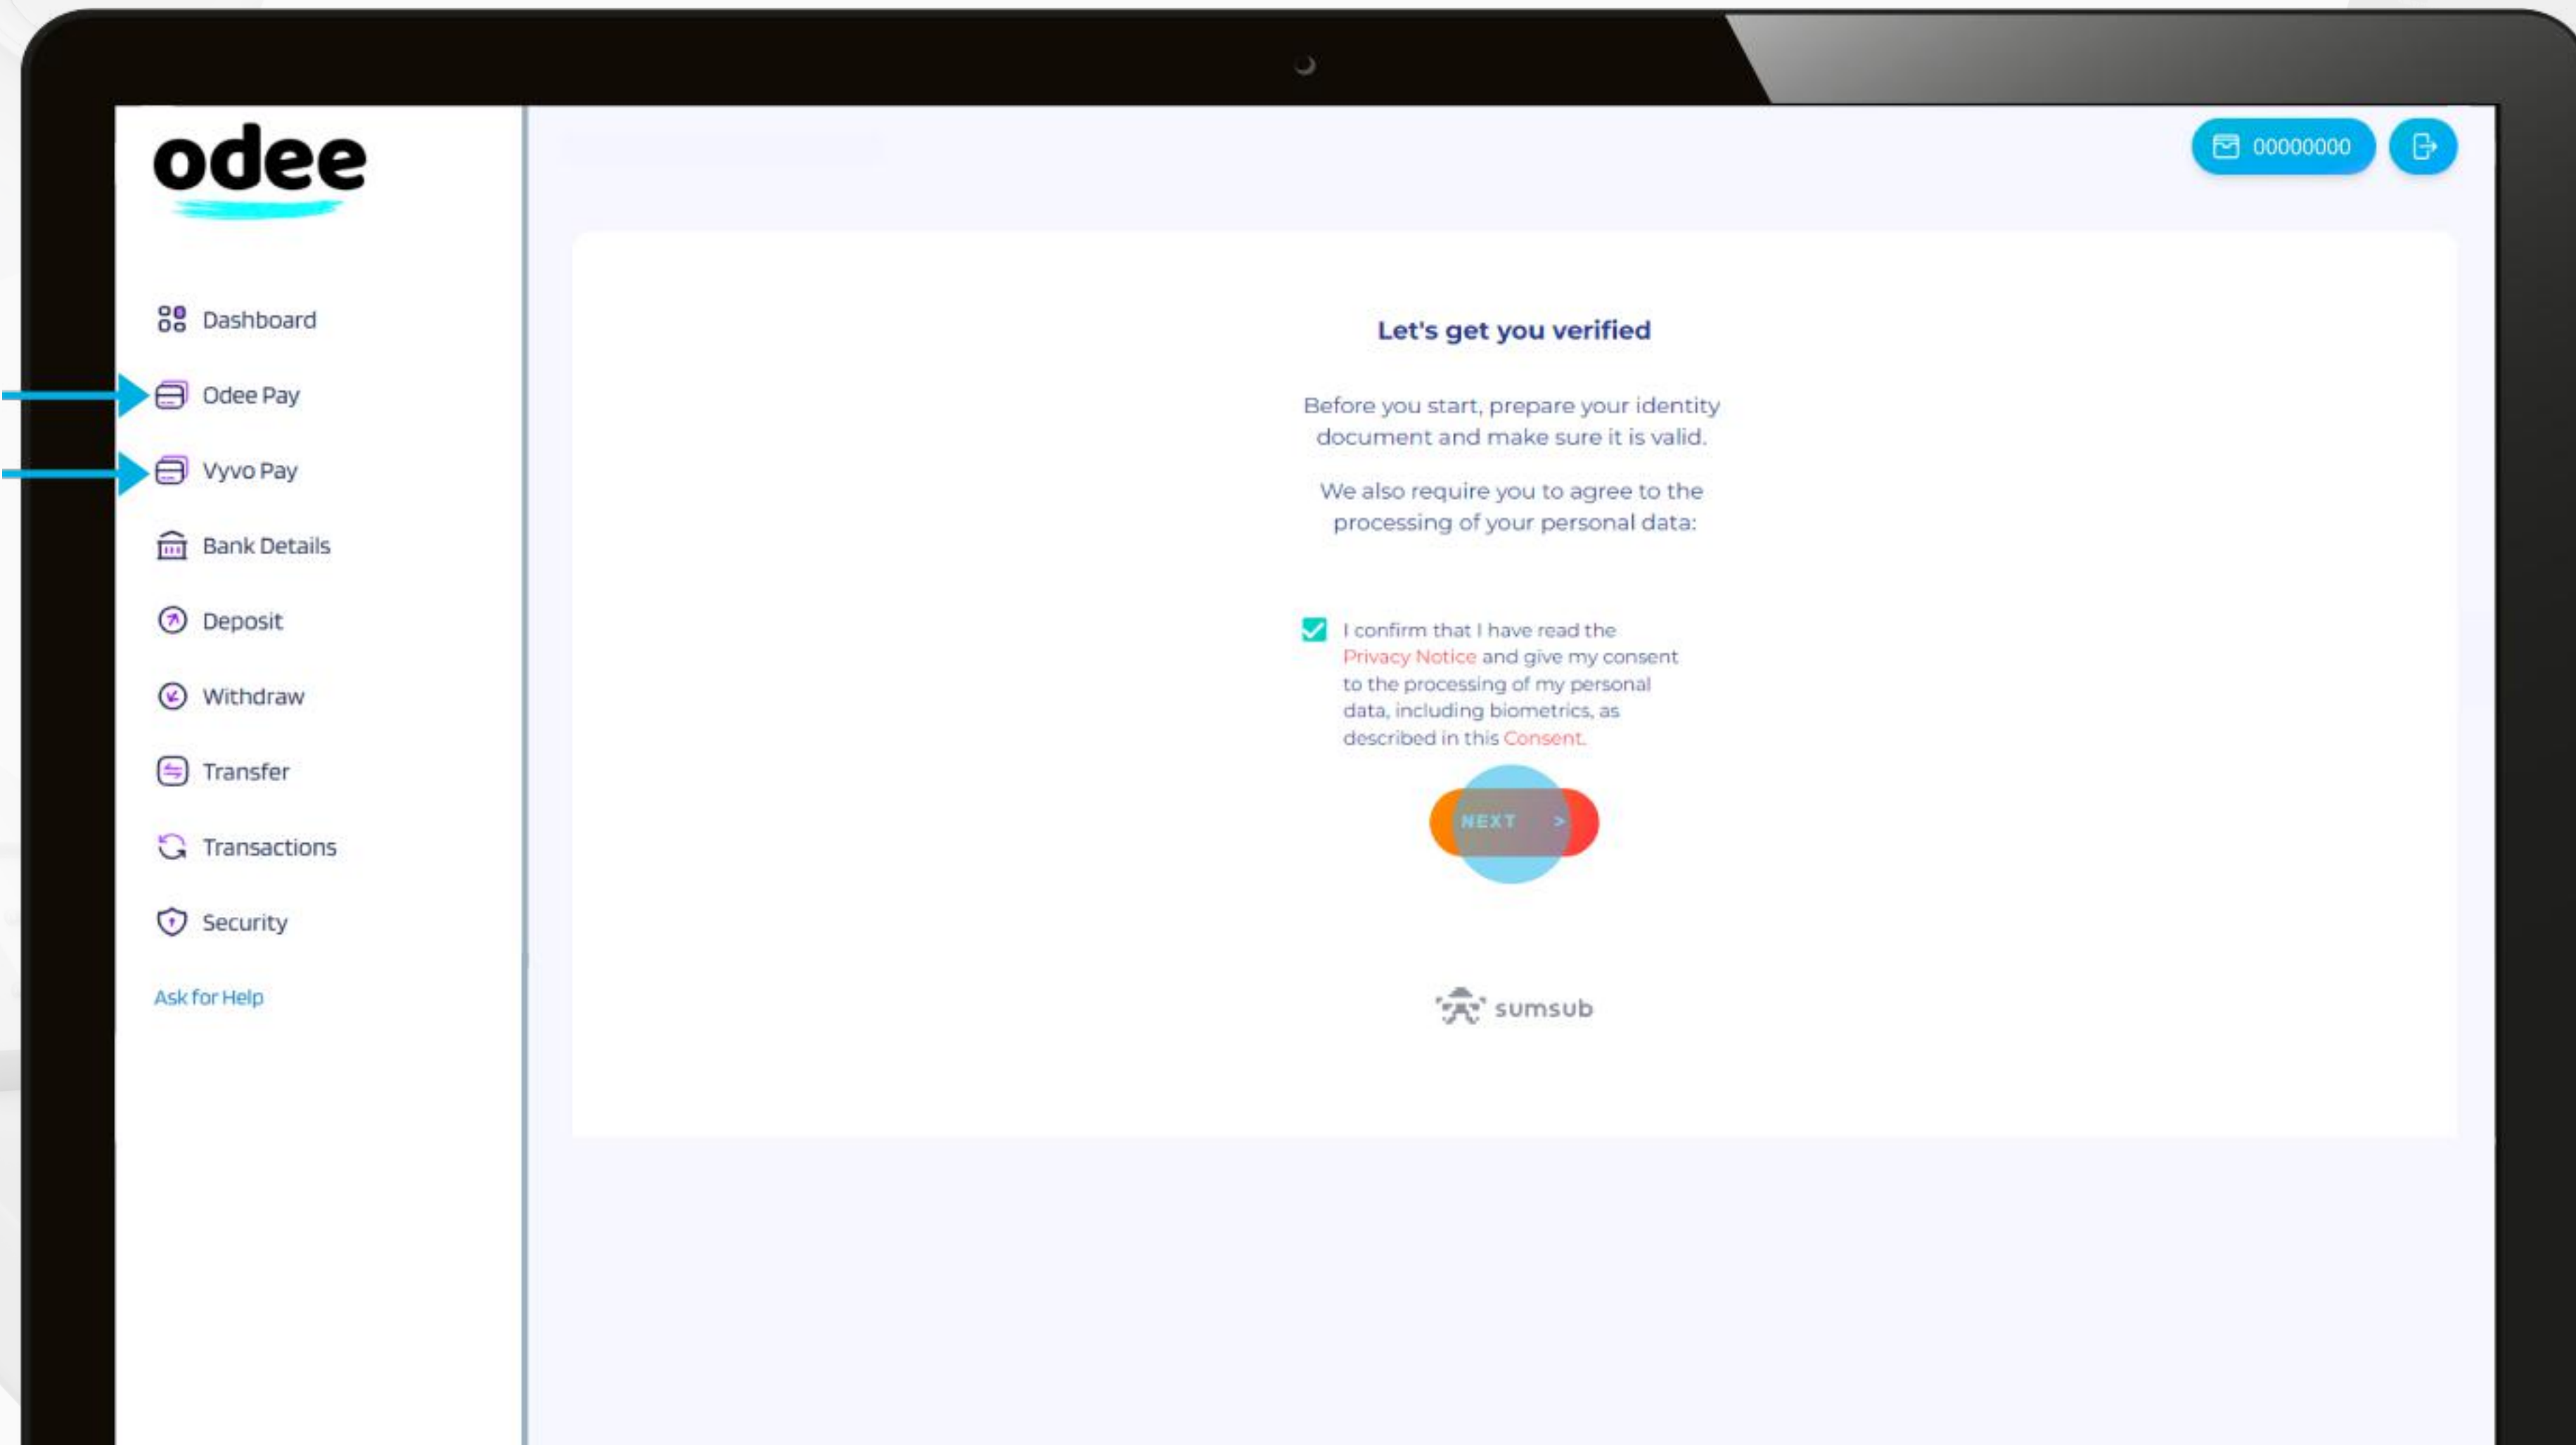 odee
00000000
Dashboard
Odee Pay
Vyvo Pay
Bank Details
Deposit
Withdraw
Transfer
Transactions
Security
Ask for Help
Let's get you verified
Before you start, prepare your identity
document and make sure it is valid.
We also require you to agree to the
processing of your personal data:
I confirm that I have read the
Privacy Notice and give my consent
to the processing of my personal
data, including biometrics, as
described in this Consent.
NEXT >
sumsub